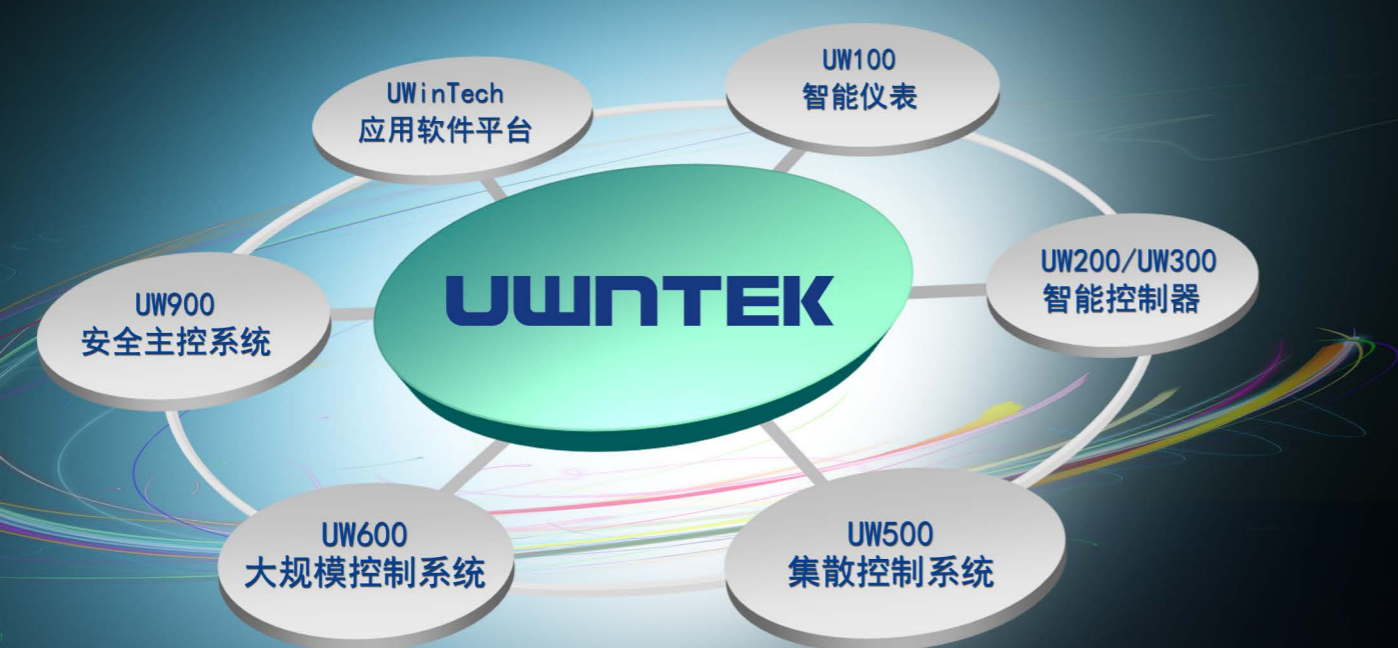 UWinTech
应用软件平台
UW100
智能仪表
UWNTEK
UW200/UW300
智能控制器
UW900
安全主控系统
UW600
大规模控制系统
UW500
集散控制系统